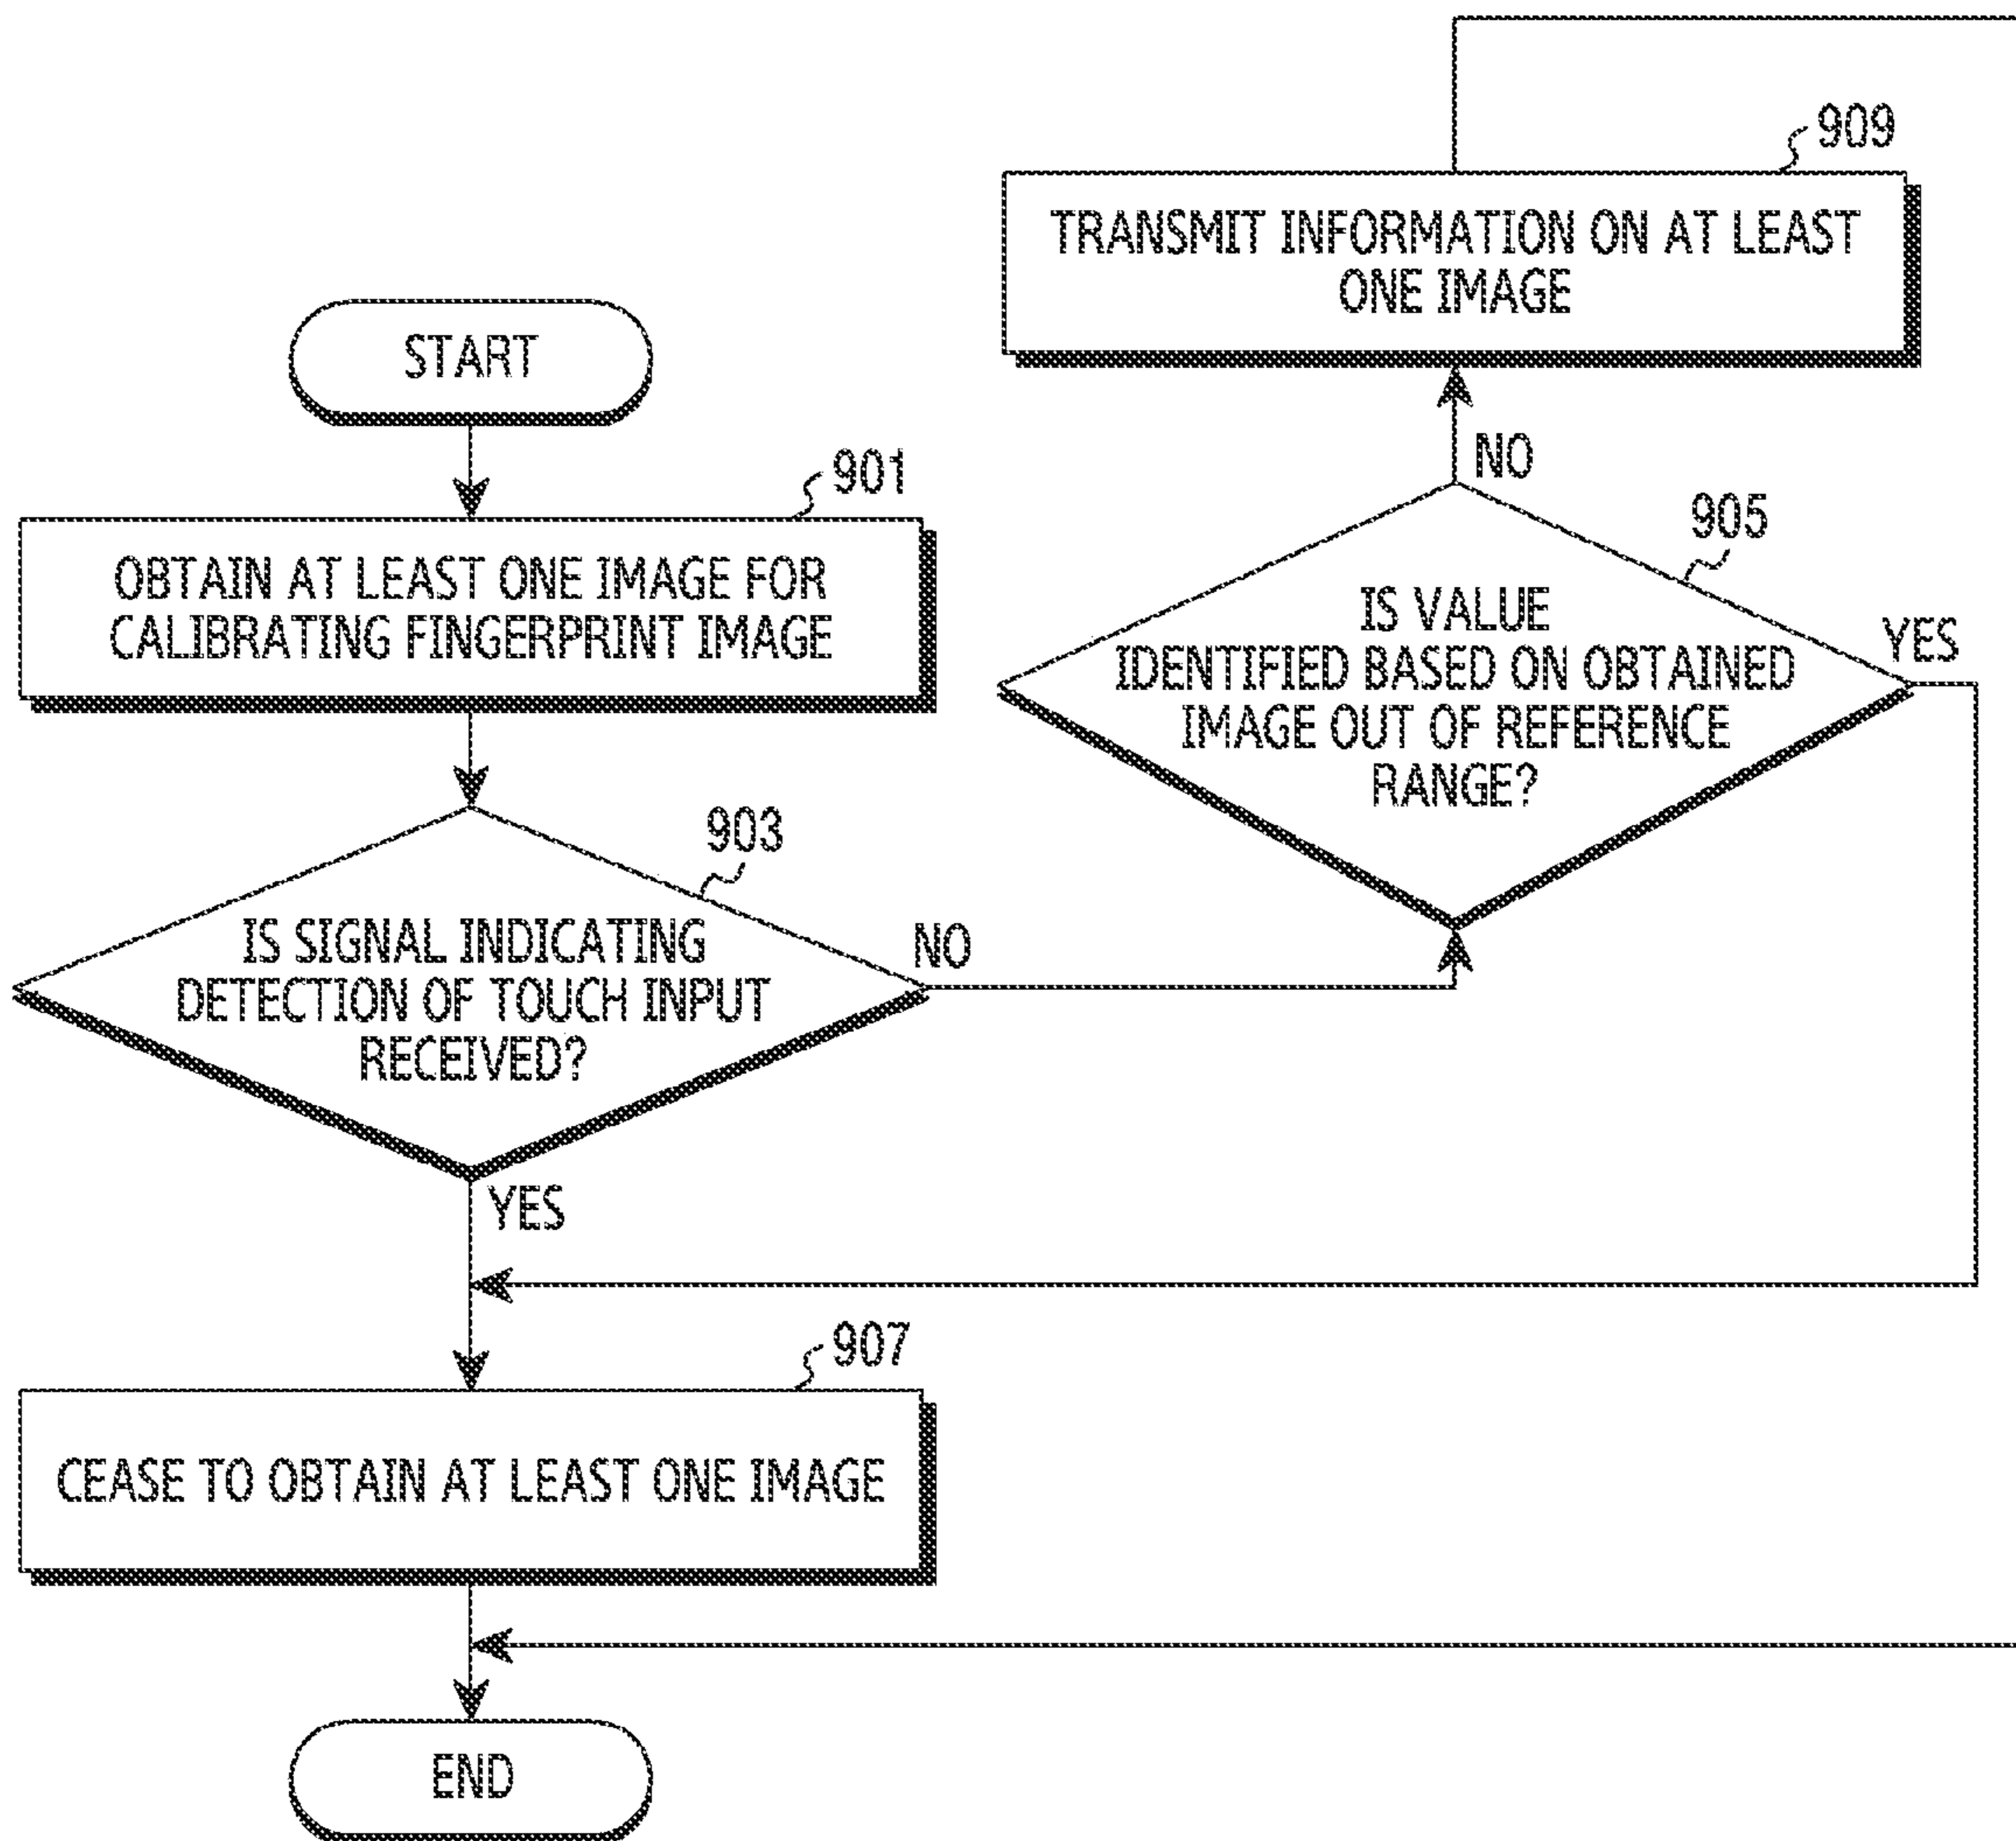 START
901
OBTAIN AT LEAST ONE IMAGE FOR
CALIBRATING FINGERPRINT IMAGE
903
IS SIGNAL INDICATING
DETECTION OF TOUCH INPUT
RECEIVED?
NO
YES
905
IS VALUE
IDENTIFIED BASED ON OBTAINED
IMAGE OUT OF REFERENCE
RANGE?
NO
YES
909
TRANSMIT INFORMATION ON AT LEAST
ONE IMAGE
907
CEASE TO OBTAIN AT LEAST ONE IMAGE
END